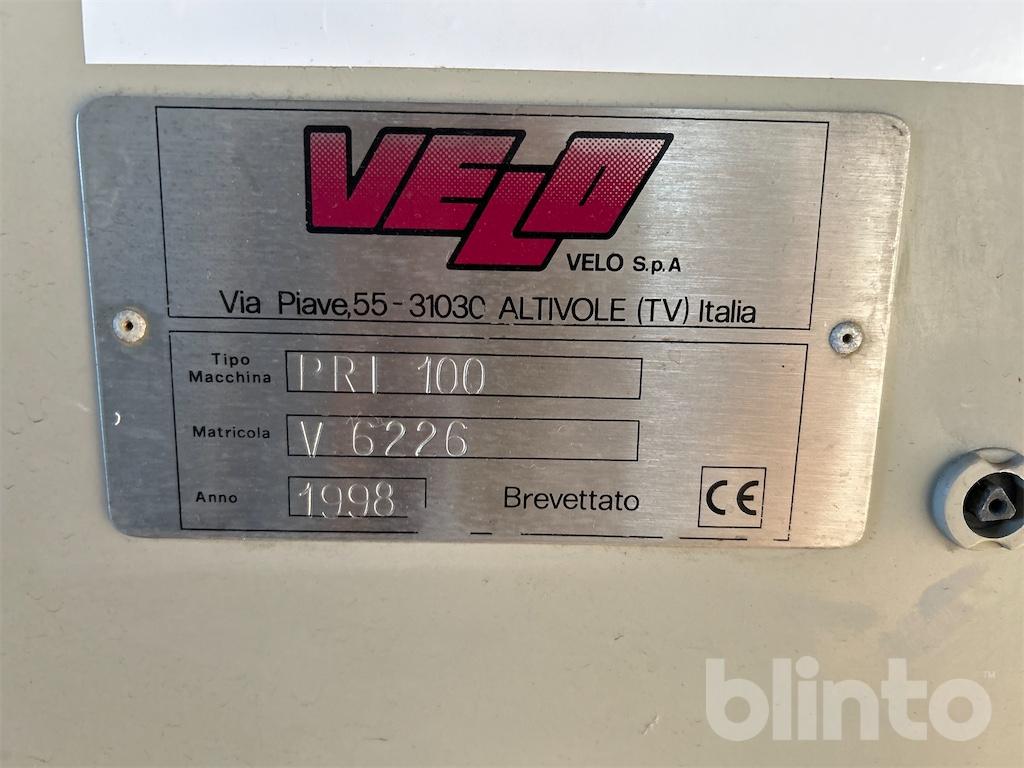 VELO
VELO S.p.A
Via Piave,55-31030 ALTIVOLE (TV) Italia
Tipo Macchina PRI 100
Matricola V 6226
Anno 1998 Brevettato CE
blinto™